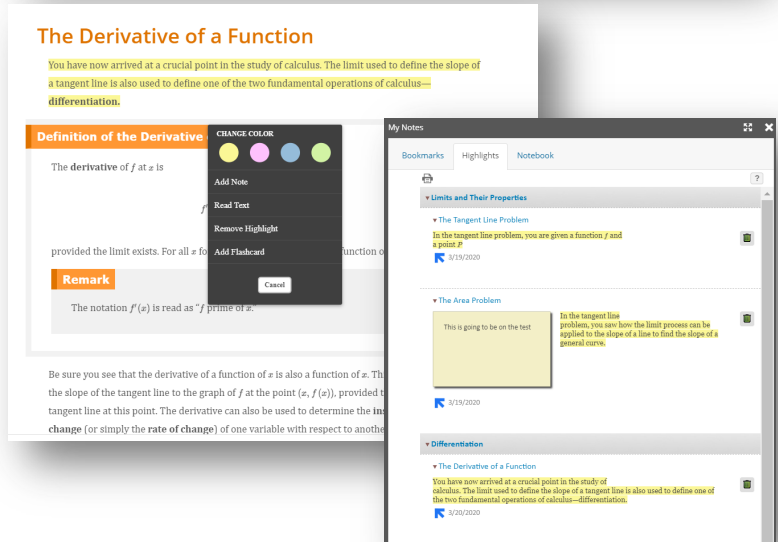 The Derivative of a Function
You have now arrived at a crucial point in the study of calculus. The limit used to define the slope of
a tangent line is also used to define one of the two fundamental operations of calculus—
differentiation.
Definition of the Derivative
The derivative of f at x is
f′
provided the limit exists. For all x fo
function o
Remark
The notation f′(x) is read as “f prime of x.”
Be sure you see that the derivative of a function of x is also a function of x. Thi
the slope of the tangent line to the graph of f at the point (x, f(x)), provided t
tangent line at this point. The derivative can also be used to determine the ins
change (or simply the rate of change) of one variable with respect to anothe
CHANGE COLOR
Add Note
Read Text
Remove Highlight
Add Flashcard
Cancel
My Notes
Bookmarks Highlights Notebook
?
Limits and Their Properties
The Tangent Line Problem
In the tangent line problem, you are given a function f and
a point P
3/19/2020
The Area Problem
This is going to be on the test
In the tangent line
problem, you saw how the limit process can be
applied to the slope of a line to find the slope of a
general curve.
3/19/2020
Differentiation
The Derivative of a Function
You have now arrived at a crucial point in the study of
calculus. The limit used to define the slope of a tangent line is also used to define one of
the two fundamental operations of calculus—differentiation.
3/20/2020